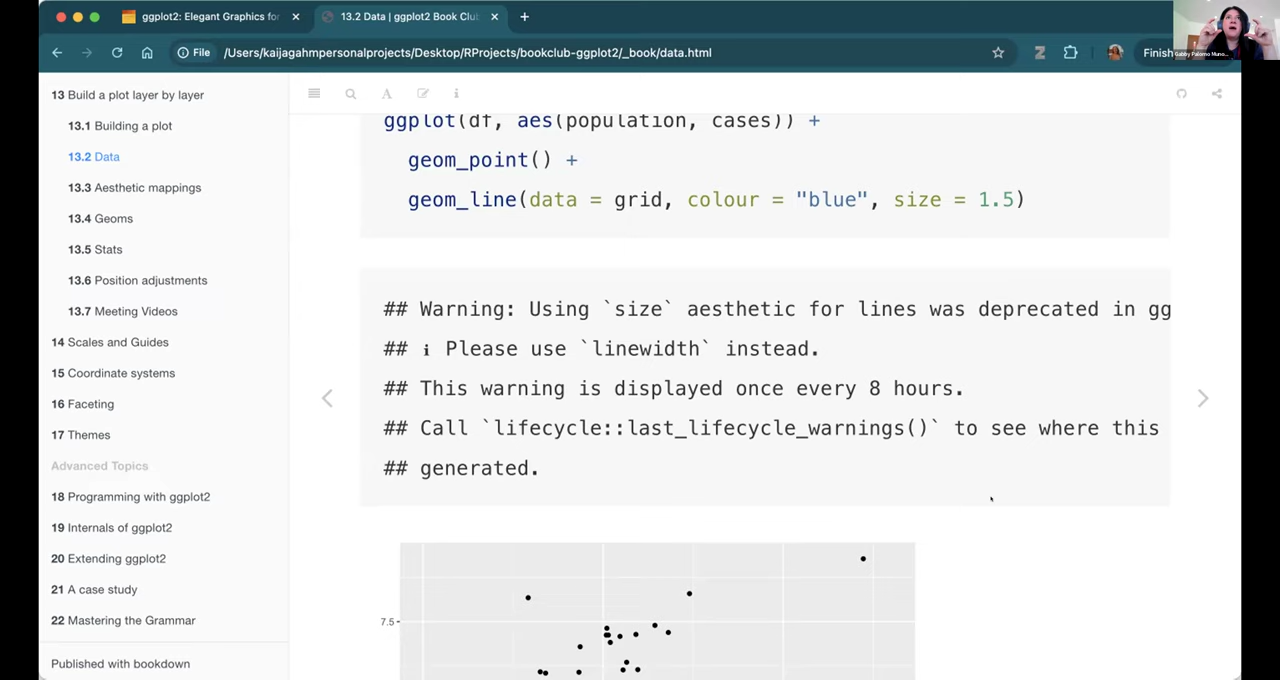 ggplot2: Elegant Graphics for
13.2 Data | ggplot2 Book Clu
File
/Users/kaijagahmpersonalprojects/Desktop/RProjects/bookclub-ggplot2/_book/data.html
Finish
Gabby Palomo Muno...
13 Build a plot layer by layer
13.1 Building a plot
13.2 Data
13.3 Aesthetic mappings
13.4 Geoms
13.5 Stats
13.6 Position adjustments
13.7 Meeting Videos
14 Scales and Guides
15 Coordinate systems
16 Faceting
17 Themes
Advanced Topics
18 Programming with ggplot2
19 Internals of ggplot2
20 Extending ggplot2
21 A case study
22 Mastering the Grammar
Published with bookdown
ggplot(df, aes(population, cases)) +
geom_point() +
geom_line(data = grid, colour = "blue", size = 1.5)
## Warning: Using `size` aesthetic for lines was deprecated in gg
## ℹ Please use `linewidth` instead.
## This warning is displayed once every 8 hours.
## Call `lifecycle::last_lifecycle_warnings()` to see where this
## generated.
7.5